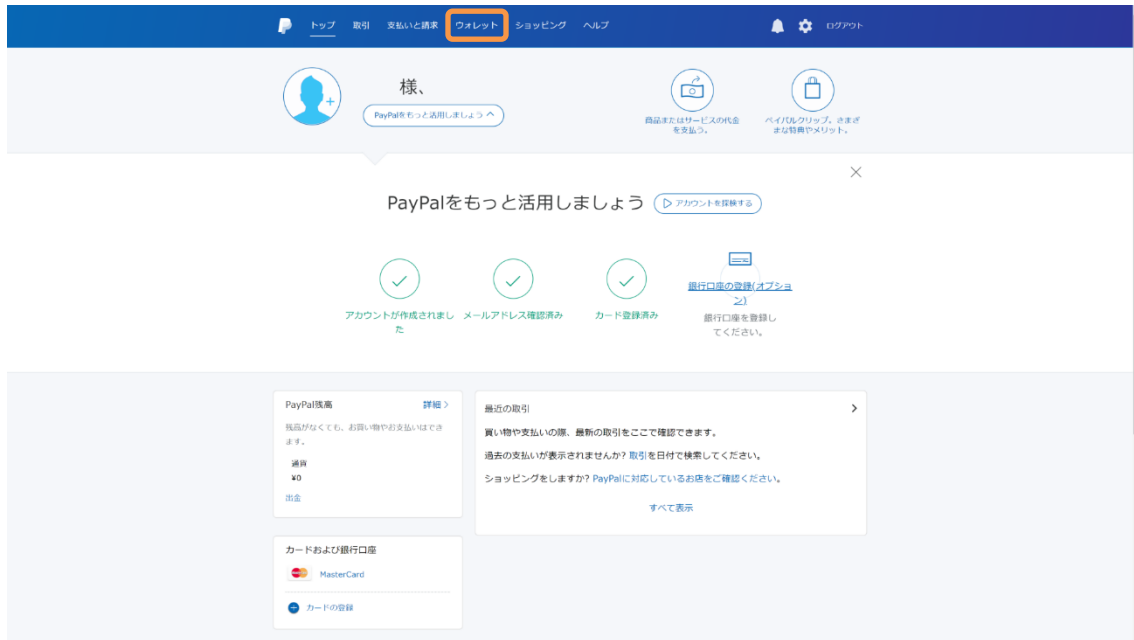 トップ 取引 支払いと請求 ウォレット ショッピング ヘルプ ログアウト
様、
PayPalをもっと活用しましょう
商品またはサービスの代金
を支払う。
ペイパルクリップ。さまざ
まな特典やメリット。
PayPalをもっと活用しましょう
アカウントを探検する
アカウントが作成されまし
た
メールアドレス確認済み
カード登録済み
銀行口座の登録(オプショ
ン)
銀行口座を登録し
てください。
PayPal残高 詳細
残高がなくても、お買い物やお支払いはでき
ます。
通貨
¥0
出金
最近の取引
買い物や支払いの際、最新の取引をここで確認できます。
過去の支払いが表示されませんか? 取引を日付で検索してください。
ショッピングをしますか? PayPalに対応しているお店をご確認ください。
すべて表示
カードおよび銀行口座
MasterCard
カードの登録